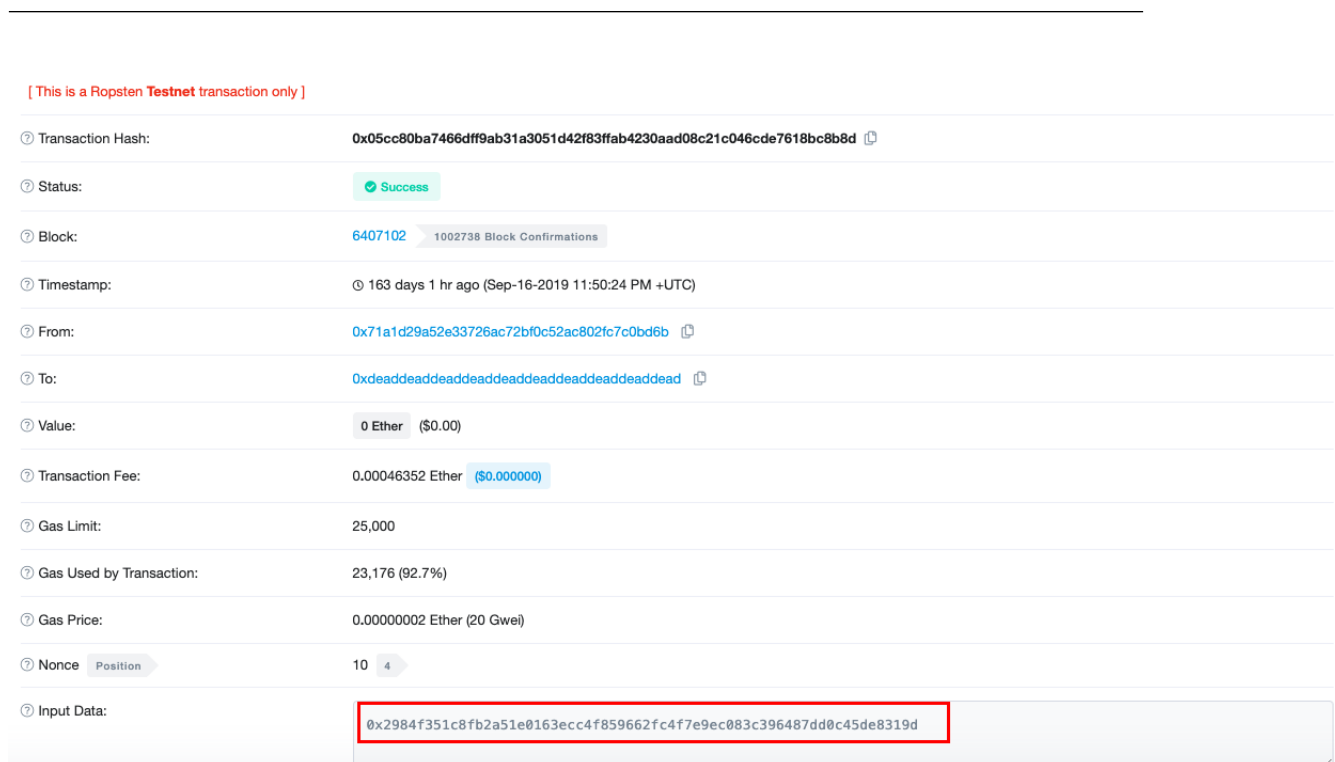 [ This is a Ropsten Testnet transaction only ]
Transaction Hash: 0x05cc80ba7466dff9ab31a3051d42f83ffab4230aad08c21c046cde7618bc8b8d
Status: Success
Block: 6407102 1002738 Block Confirmations
Timestamp: 163 days 1 hr ago (Sep-16-2019 11:50:24 PM +UTC)
From: 0x71a1d29a52e33726ac72bf0c52ac802fc7c0bd6b
To: 0xdeaddeaddeaddeaddeaddeaddeaddeaddeaddead
Value: 0 Ether ($0.00)
Transaction Fee: 0.00046352 Ether ($0.000000)
Gas Limit: 25,000
Gas Used by Transaction: 23,176 (92.7%)
Gas Price: 0.00000002 Ether (20 Gwei)
Nonce Position 10 4
Input Data: 0x2984f351c8fb2a51e0163ecc4f859662fc4f7e9ec083c396487dd0c45de8319d